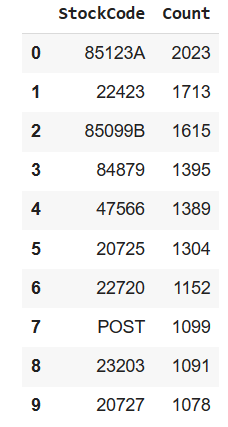 StockCode Count
0 85123A 2023
1 22423 1713
2 85099B 1615
3 84879 1395
4 47566 1389
5 20725 1304
6 22720 1152
7 POST 1099
8 23203 1091
9 20727 1078